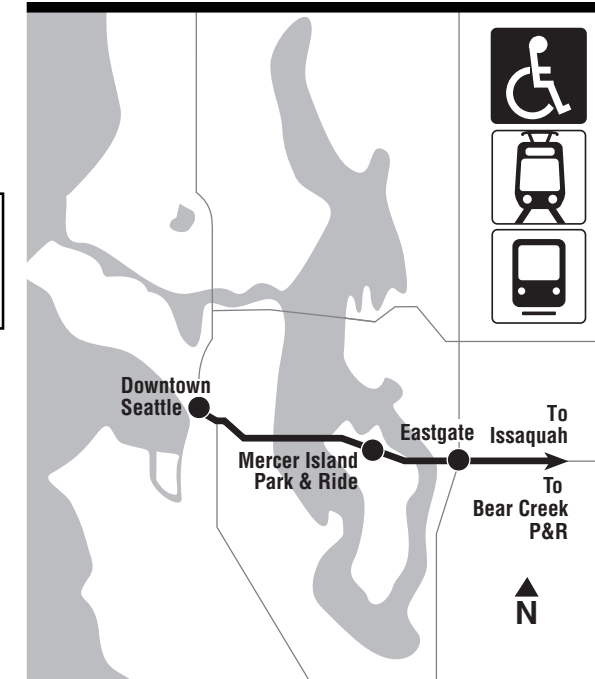 Downtown
Seattle
Mercer Island
Park & Ride
Eastgate
To
Issaquah
To
Bear Creek
P&R
N